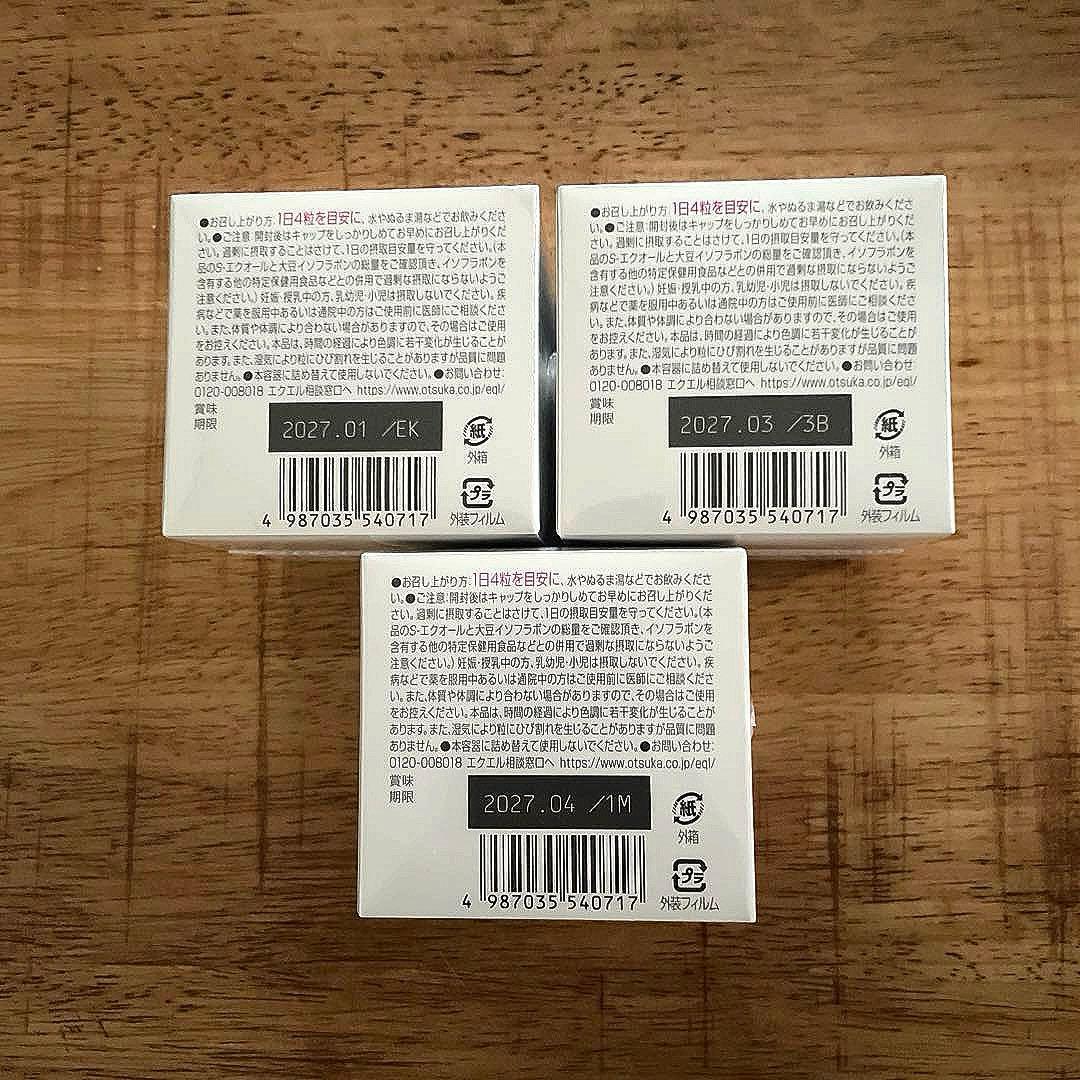 ●お召し上がり方:1日4粒を目安に、水やぬるま湯などでお飲みくださ
い。●ご注意:開封後はキャップをしっかりしめてお早めにお召し上がりくだ
さい。過剰に摂取することはさけて、1日の摂取目安量を守ってください。(本
品のS-エクオールと大豆イソフラボンの総量をご確認頂き、イソフラボンを
含有する他の特定保健用食品などとの併用で過剰な摂取にならないようご
注意ください。)妊娠・授乳中の方、乳幼児・小児は摂取しないでください。疾
病などで薬を服用中あるいは通院中の方はご使用前に医師にご相談くださ
い。また、体質や体調により合わない場合がありますので、その場合はご使用
をお控えください。本品は、時間の経過により色調に若干変化が生じることが
あります。また、湿気により粒にひび割れを生じることがありますが品質に問題
ありません。●本容器に詰め替えて使用しないでください。●お問い合わせ:
0120-008018 エクエル相談窓口へ https://www.otsuka.co.jp/eql/
賞味
期限
2027.01 /EK
紙
外箱
プラ
外装フィルム
4 987035 540717
●お召し上がり方:1日4粒を目安に、水やぬるま湯などでお飲みくださ
い。●ご注意:開封後はキャップをしっかりしめてお早めにお召し上がりくだ
さい。過剰に摂取することはさけて、1日の摂取目安量を守ってください。(本
品のS-エクオールと大豆イソフラボンの総量をご確認頂き、イソフラボンを
含有する他の特定保健用食品などとの併用で過剰な摂取にならないようご
注意ください。)妊娠・授乳中の方、乳幼児・小児は摂取しないでください。疾
病などで薬を服用中あるいは通院中の方はご使用前に医師にご相談くださ
い。また、体質や体調により合わない場合がありますので、その場合はご使用
をお控えください。本品は、時間の経過により色調に若干変化が生じることが
あります。また、湿気により粒にひび割れを生じることがありますが品質に問題
ありません。●本容器に詰め替えて使用しないでください。●お問い合わせ:
0120-008018 エクエル相談窓口へ https://www.otsuka.co.jp/eql/
賞味
期限
2027.03 /3B
紙
外箱
プラ
外装フィルム
4 987035 540717
●お召し上がり方:1日4粒を目安に、水やぬるま湯などでお飲みくださ
い。●ご注意:開封後はキャップをしっかりしめてお早めにお召し上がりくだ
さい。過剰に摂取することはさけて、1日の摂取目安量を守ってください。(本
品のS-エクオールと大豆イソフラボンの総量をご確認頂き、イソフラボンを
含有する他の特定保健用食品などとの併用で過剰な摂取にならないようご
注意ください。)妊娠・授乳中の方、乳幼児・小児は摂取しないでください。疾
病などで薬を服用中あるいは通院中の方はご使用前に医師にご相談くださ
い。また、体質や体調により合わない場合がありますので、その場合はご使用
をお控えください。本品は、時間の経過により色調に若干変化が生じることが
あります。また、湿気により粒にひび割れを生じることがありますが品質に問題
ありません。●本容器に詰め替えて使用しないでください。●お問い合わせ:
0120-008018 エクエル相談窓口へ https://www.otsuka.co.jp/eql/
賞味
期限
2027.04 /1M
紙
外箱
プラ
外装フィルム
4 987035 540717